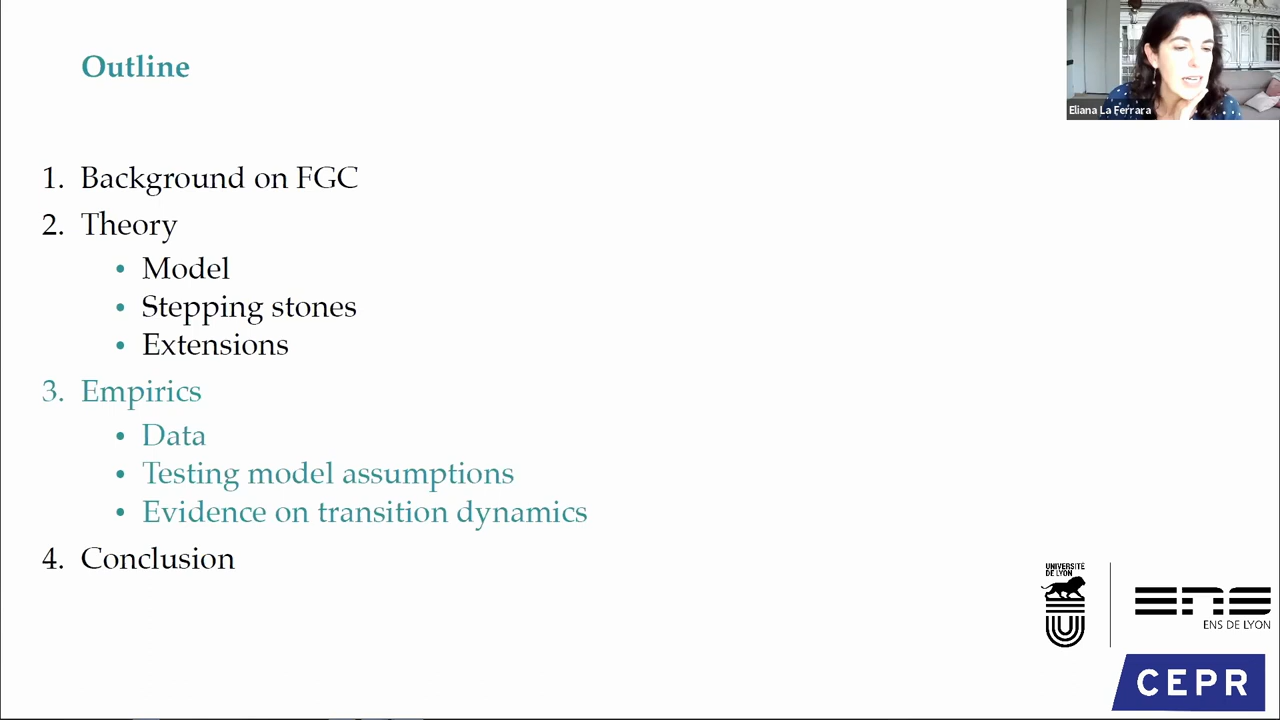 Outline
Eliana La Ferrara
1. Background on FGC
2. Theory
• Model
• Stepping stones
• Extensions
3. Empirics
• Data
• Testing model assumptions
• Evidence on transition dynamics
4. Conclusion
UNIVERSITÉ
DE LYON
ENS
ENS DE LYON
CEPR